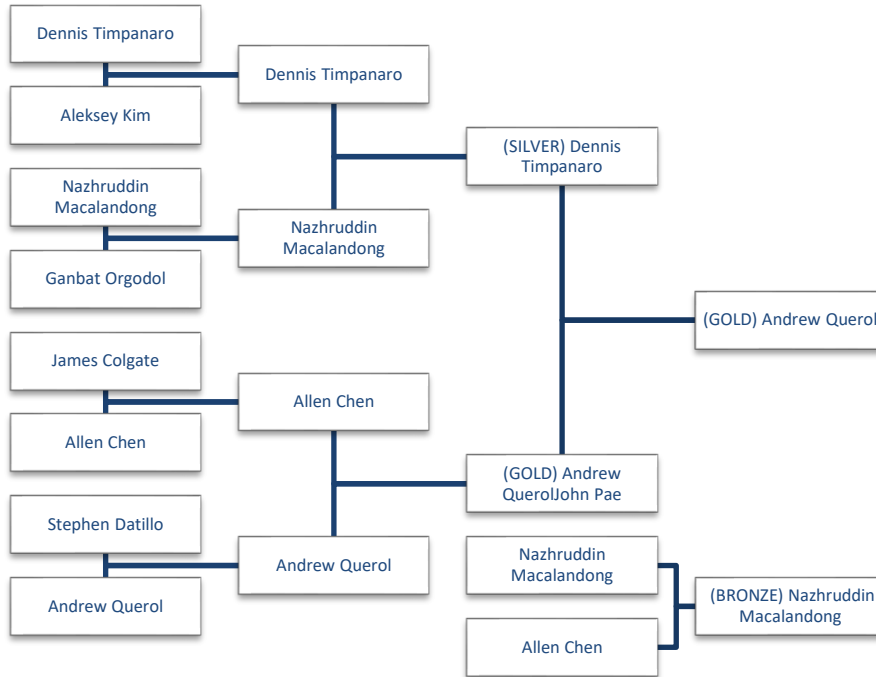 Dennis Timpanaro
Aleksey Kim
Nazhruddin
Macalandong
Ganbat Orgodol
James Colgate
Allen Chen
Stephen Datillo
Andrew Querol
Dennis Timpanaro
Nazhruddin
Macalandong
Allen Chen
Andrew Querol
(SILVER) Dennis
Timpanaro
(GOLD) Andrew
QuerolJohn Pae
Nazhruddin
Macalandong
Allen Chen
(GOLD) Andrew Querol
(BRONZE) Nazhruddin
Macalandong